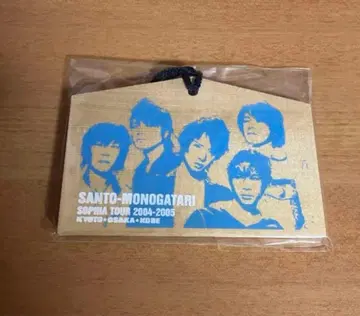 SANTO-MONOGATARI
SOPHIA TOUR 2004-2005
KYOTO•OSAKA•KOBE